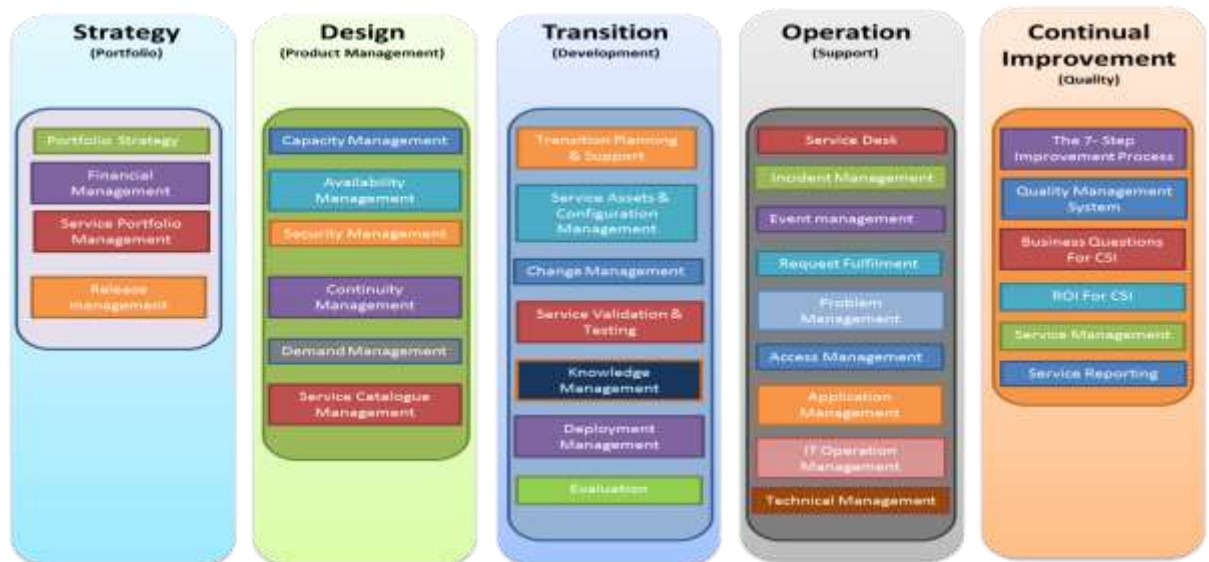 Strategy
(Portfolio)
Portfolio Strategy
Financial
Management
Service Portfolio
Management
Release
management
Design
(Product Management)
Capacity Management
Availability
Management
Security Management
Continuity
Management
Demand Management
Service Catalogue
Management
Transition
(Development)
Transition Planning
& Support
Service Assets &
Configuration
Management
Change Management
Service Validation &
Testing
Knowledge
Management
Deployment
Management
Evaluation
Operation
(Support)
Service Desk
Incident Management
Event management
Request Fulfilment
Problem
Management
Access Management
Application
Management
IT Operation
Management
Technical Management
Continual
Improvement
(Quality)
The 7- Step
Improvement Process
Quality Management
System
Business Questions
For CSI
ROI For CSI
Service Management
Service Reporting